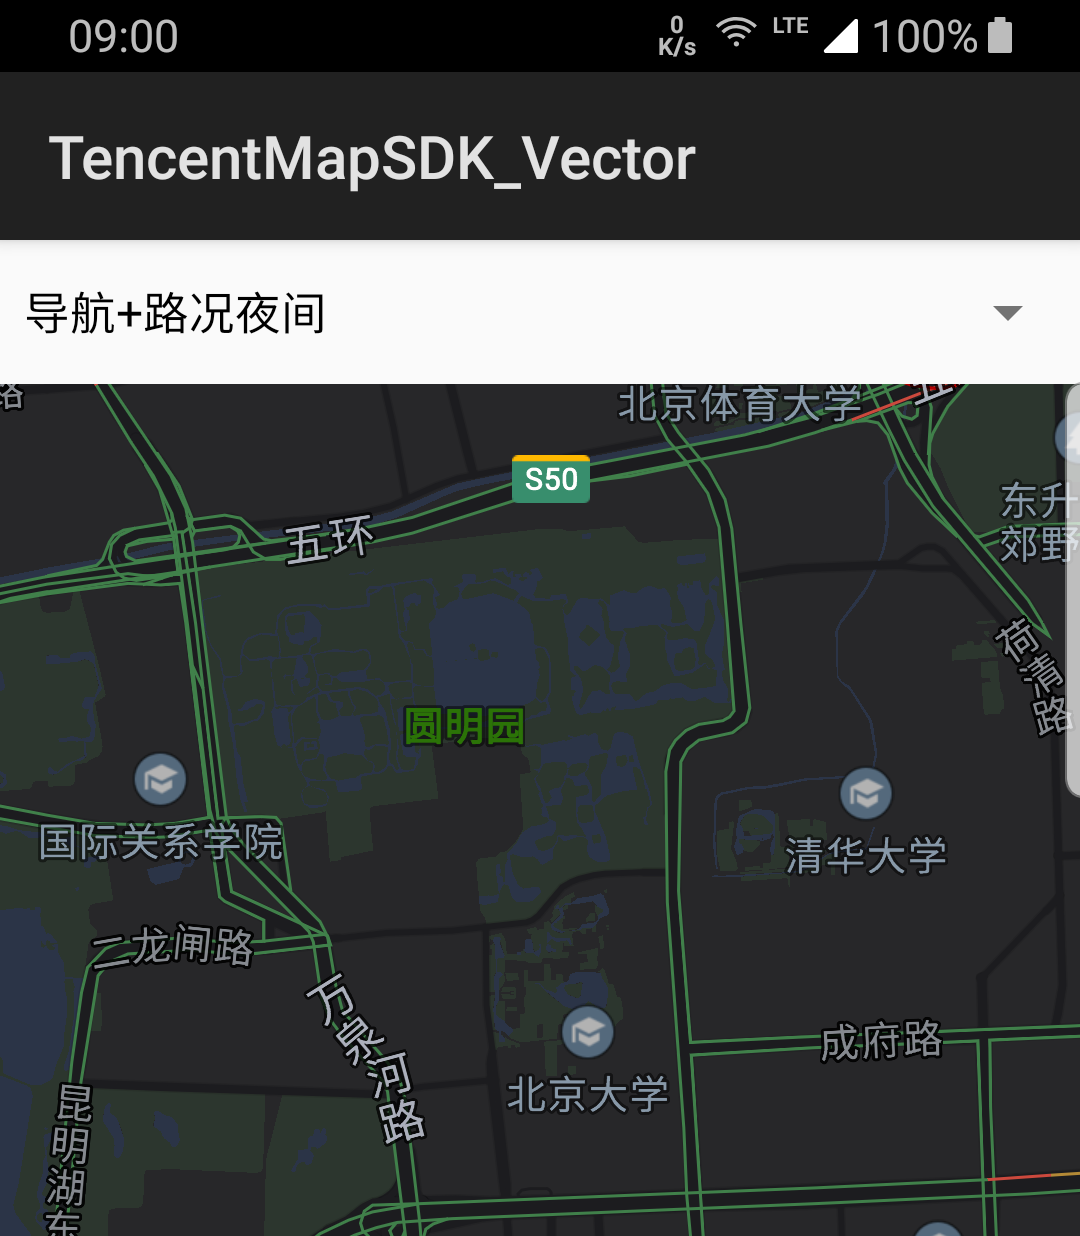 09:00
0
K/s
LTE
100%
TencentMapSDK_Vector
导航+路况夜间
路
北京体育大学
五
S50
五环
东升
郊野
荷清路
圆明园
国际关系学院
清华大学
二龙闸路
万泉河路
成府路
北京大学
昆明湖东